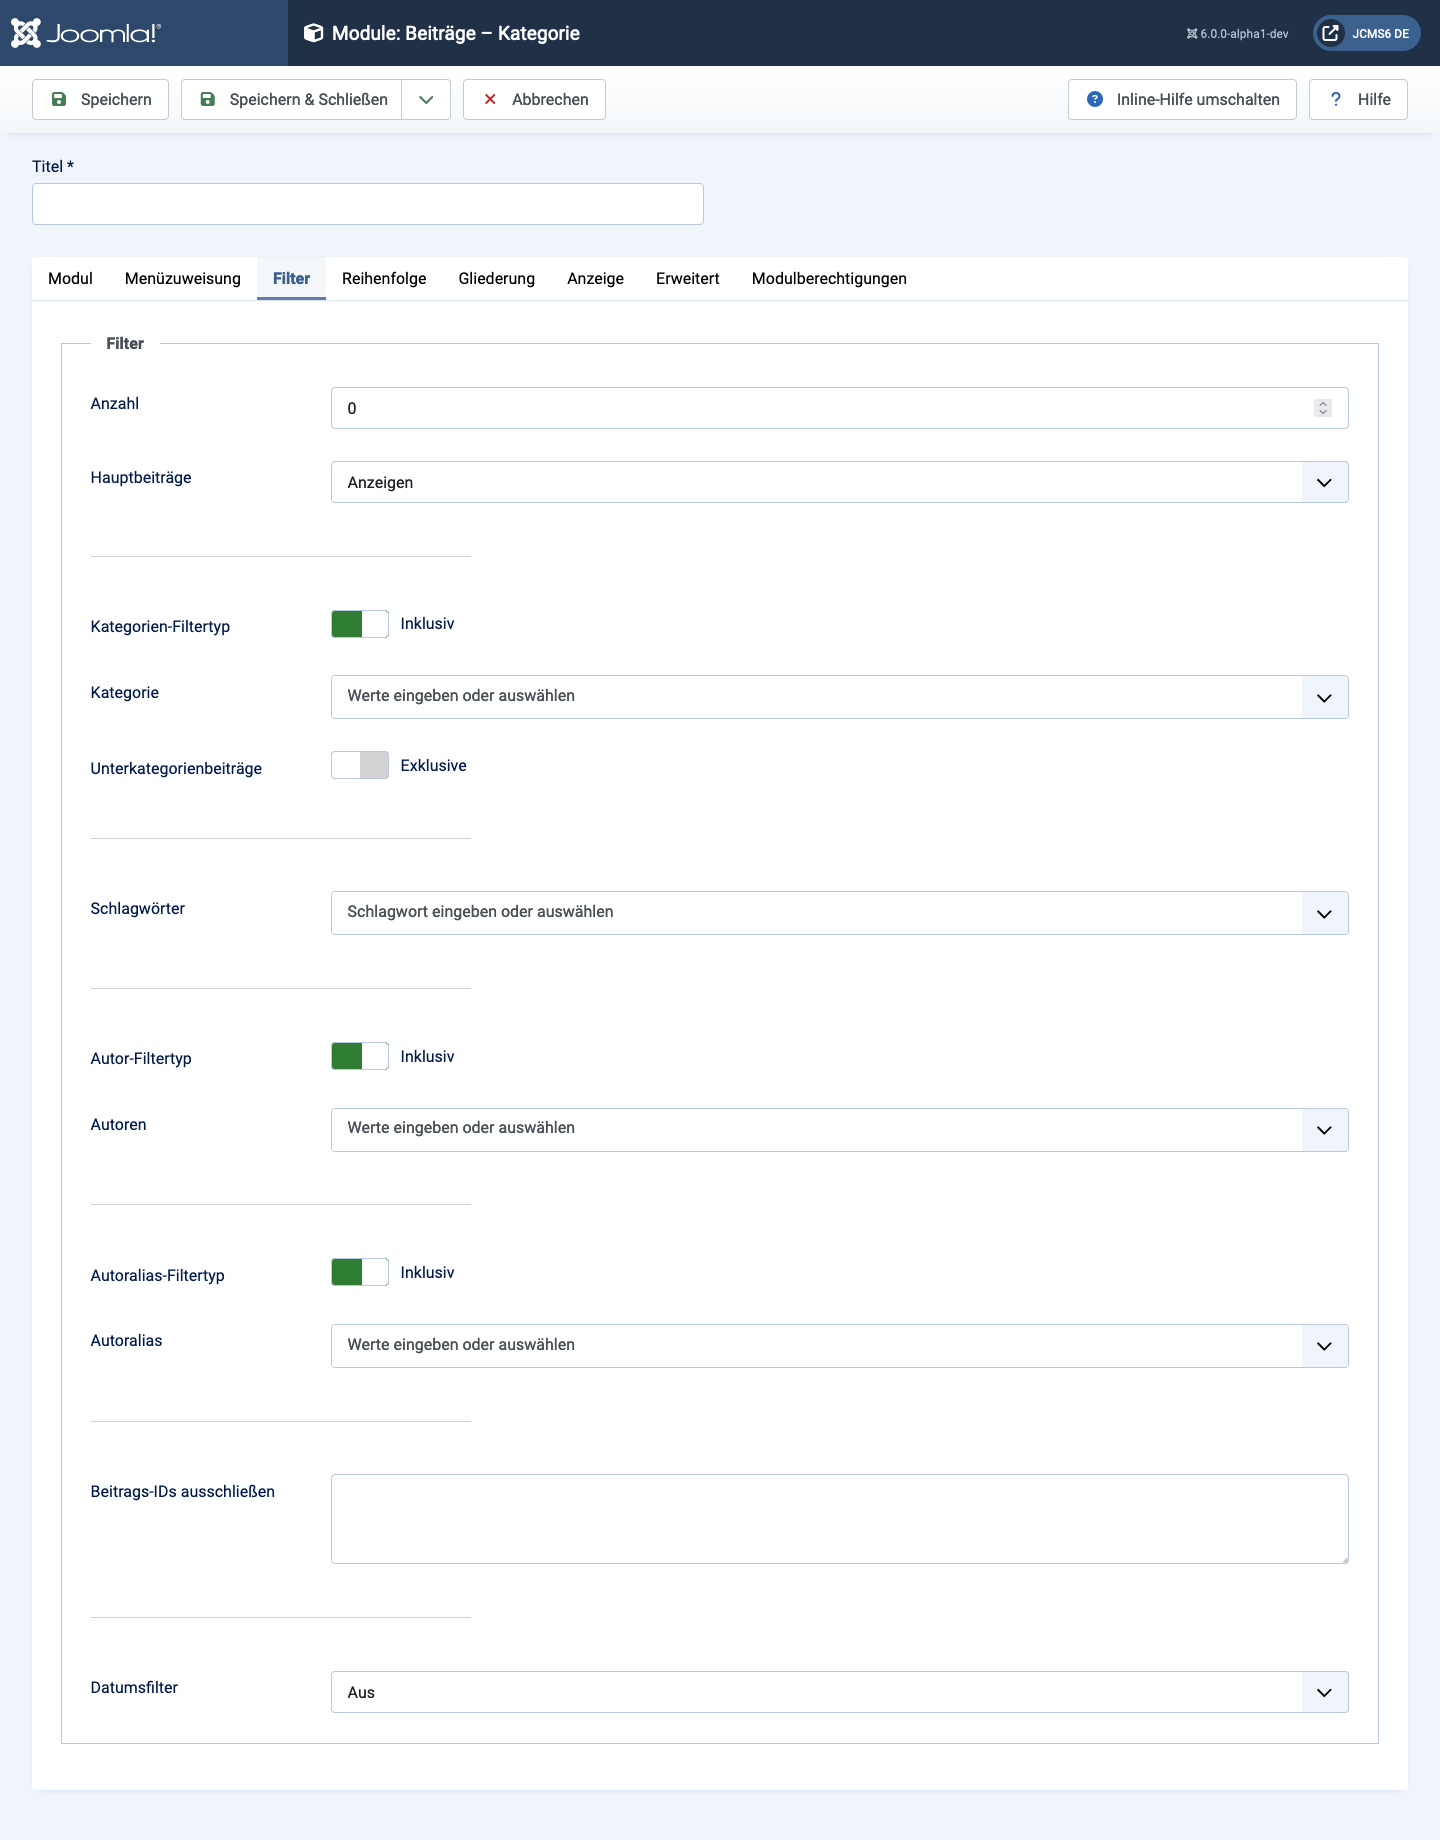 Joomla!®
Module: Beiträge – Kategorie
6.0.0-alpha1-dev
JCMS6 DE
Speichern
Speichern & Schließen
Abbrechen
Inline-Hilfe umschalten
? Hilfe
Titel *
Modul
Menüzuweisung
Filter
Reihenfolge
Gliederung
Anzeige
Erweitert
Modulberechtigungen
Filter
Anzahl
0
Hauptbeiträge
Anzeigen
Kategorien-Filtertyp
Inklusiv
Kategorie
Werte eingeben oder auswählen
Unterkategorienbeiträge
Exklusive
Schlagwörter
Schlagwort eingeben oder auswählen
Autor-Filtertyp
Inklusiv
Autoren
Werte eingeben oder auswählen
Autoralias-Filtertyp
Inklusiv
Autoralias
Werte eingeben oder auswählen
Beitrags-IDs ausschließen
Datumsfilter
Aus